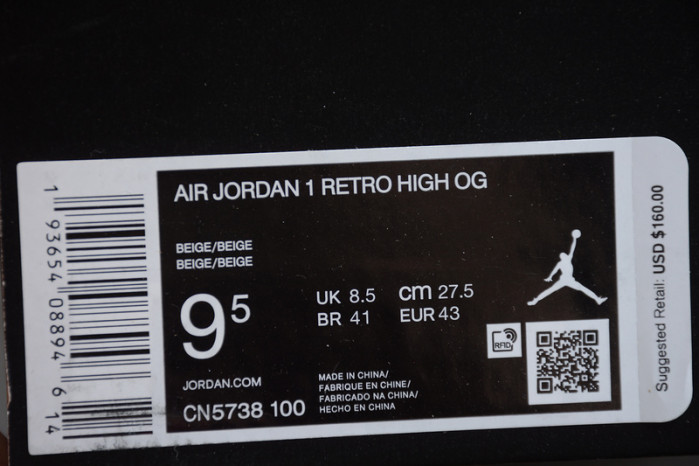 AIR JORDAN 1 RETRO HIGH OG
BEIGE/BEIGE
BEIGE/BEIGE
9 5
UK 8.5 cm 27.5
BR 41 EUR 43
RFID
JORDAN.COM
CN5738 100
MADE IN CHINA/
FABRIQUE EN CHINE/
FABRICADO NA CHINA/
HECHO EN CHINA
1 93654 08894 6 14
Suggested Retail: USD $160.00